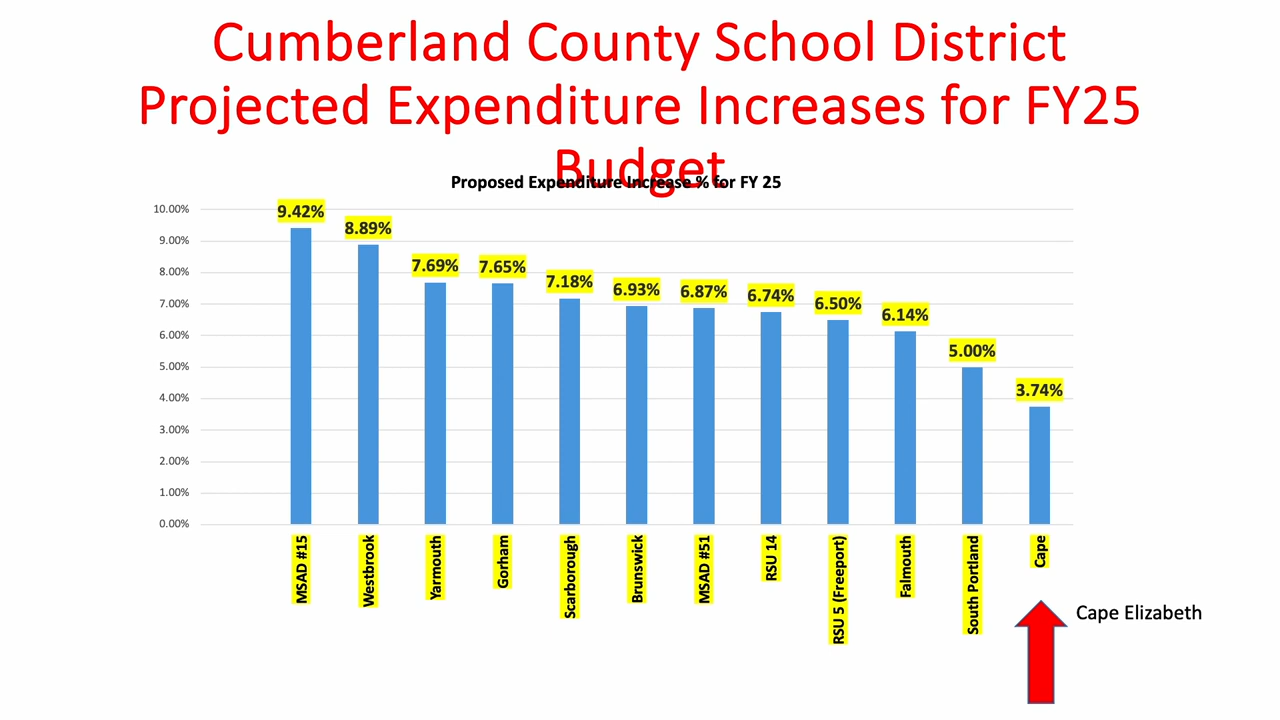 Cumberland County School District
Projected Expenditure Increases for FY25
Budget
Proposed Expenditure Increase % for FY 25
10.00%
9.00%
8.00%
7.00%
6.00%
5.00%
4.00%
3.00%
2.00%
1.00%
0.00%
9.42%
8.89%
7.69%
7.65%
7.18%
6.93%
6.87%
6.74%
6.50%
6.14%
5.00%
3.74%
MSAD #15
Westbrook
Yarmouth
Gorham
Scarborough
Brunswick
MSAD #51
RSU 14
RSU 5 (Freeport)
Falmouth
South Portland
Cape
Cape Elizabeth